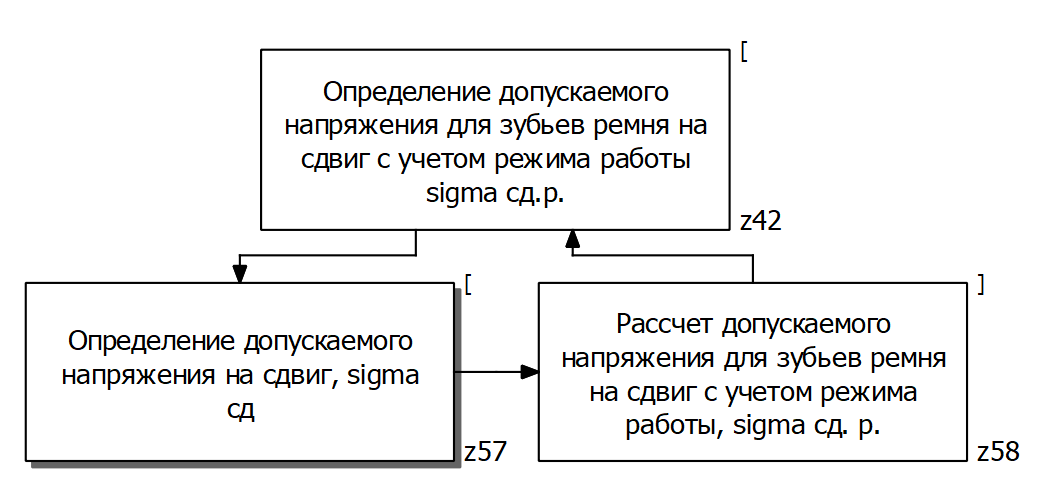 [
Определение допускаемого
напряжения для зубьев ремня на
сдвиг с учетом режима работы
sigma сд.р.
z42
[
Определение допускаемого
напряжения на сдвиг, sigma
сд
z57
]
Рассчет допускаемого
напряжения для зубьев ремня
на сдвиг с учетом режима
работы, sigma сд. р.
z58